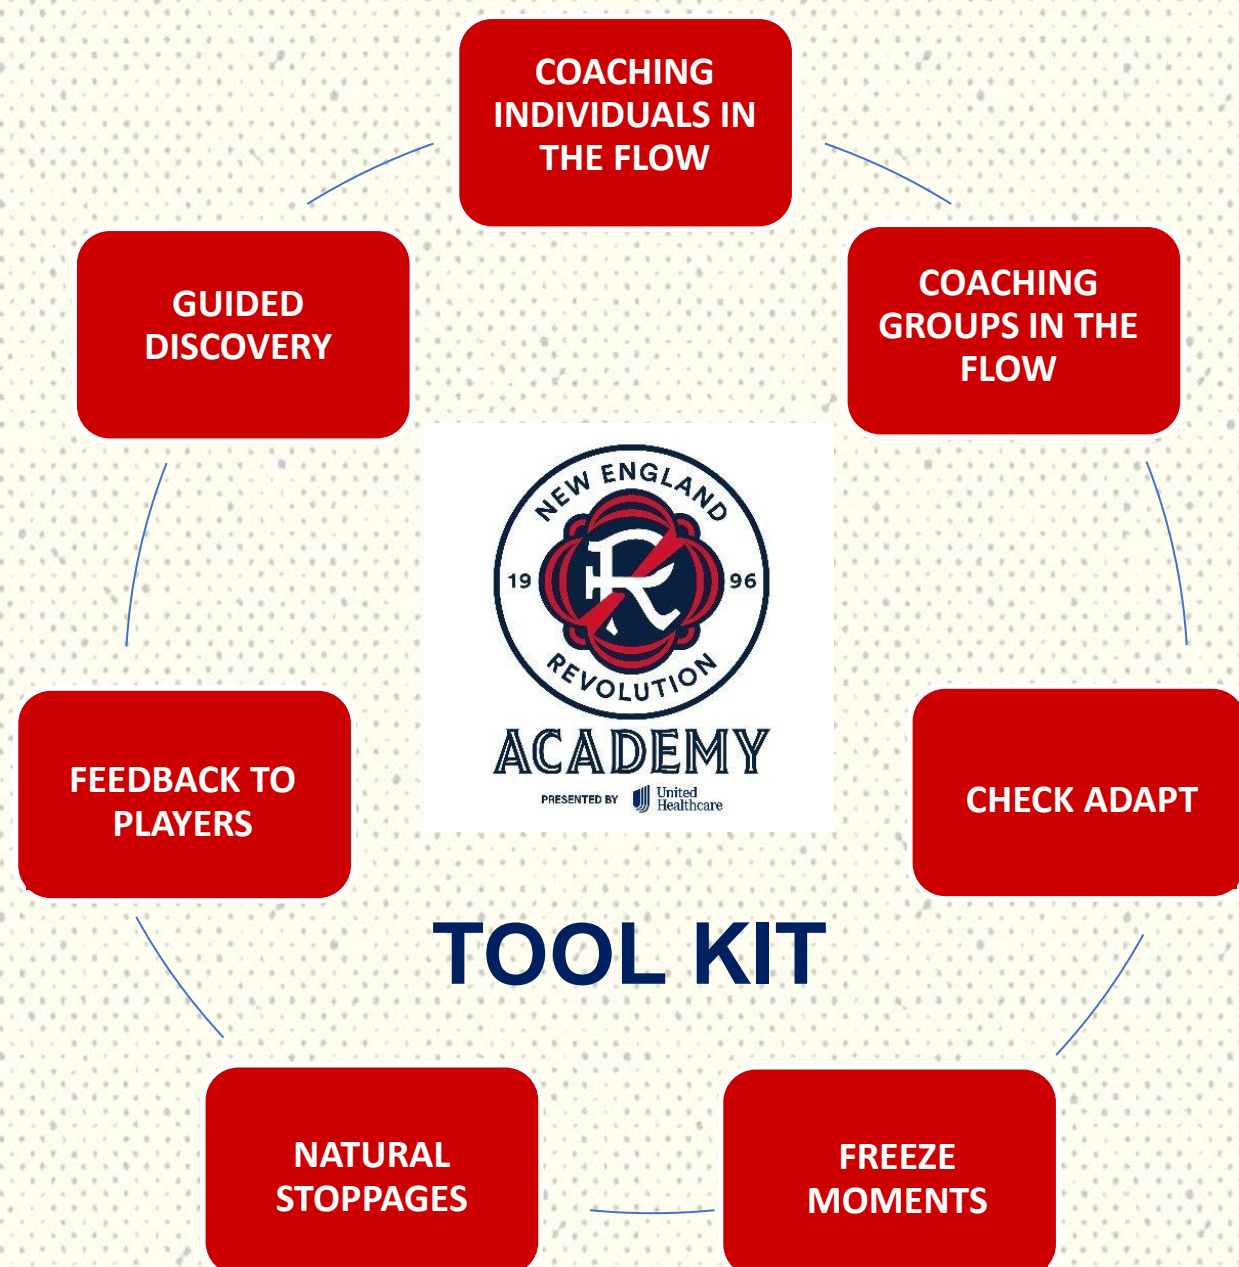 COACHING
INDIVIDUALS IN
THE FLOW
COACHING
GROUPS IN THE
FLOW
GUIDED
DISCOVERY
NEW ENGLAND
19 96
REVOLUTION
ACADEMY
PRESENTED BY United
Healthcare
FEEDBACK TO
PLAYERS
CHECK ADAPT
TOOL KIT
NATURAL
STOPPAGES
FREEZE
MOMENTS